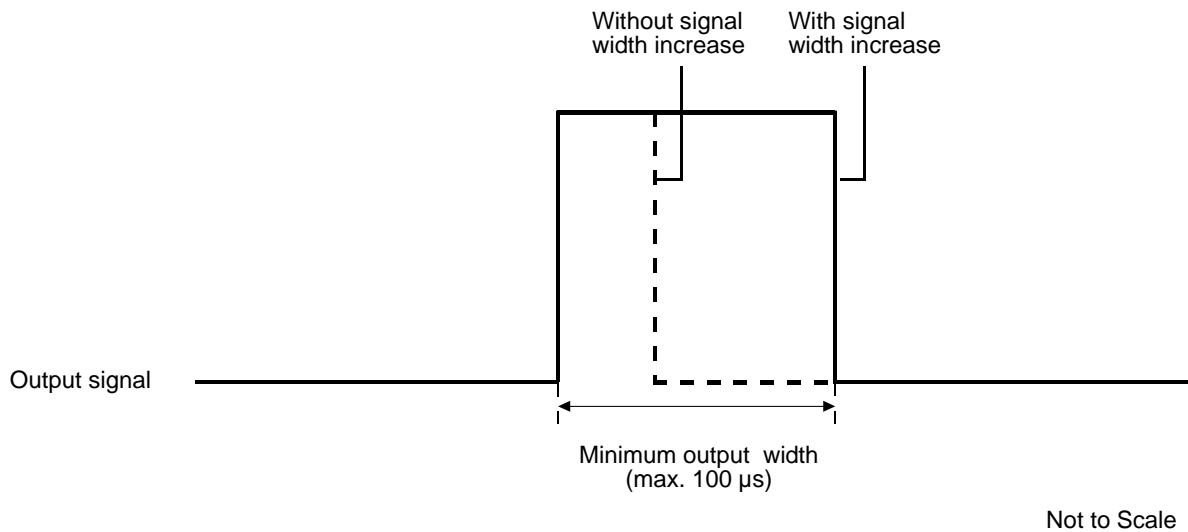 Without signal
width increase
With signal
width increase
Output signal
Minimum output width
(max. 100 µs)
Not to Scale